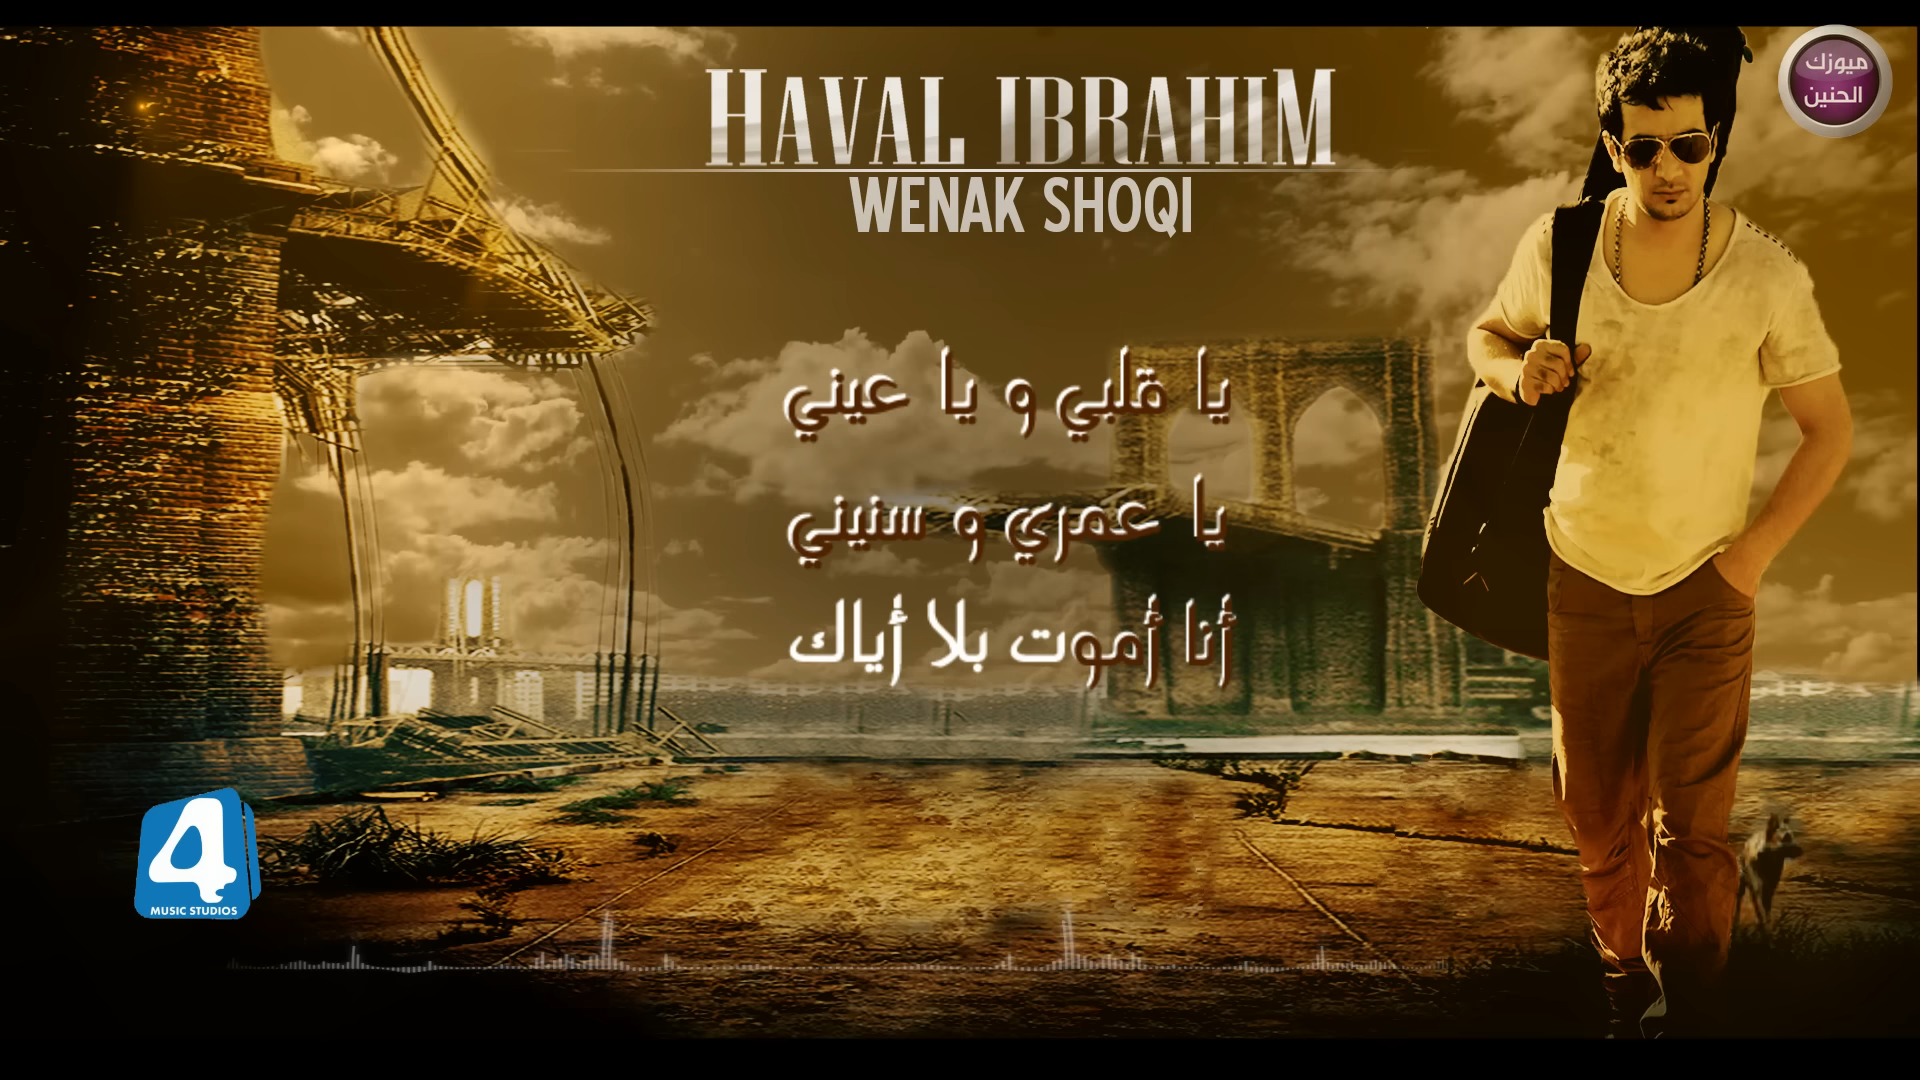 HAVAL IBRAHIM
WENAK SHOQI
ميوزك
الحنين
يا قلبي و يا عيني
يا عمري و سنيني
أنا أموت بلا أياك
4
MUSIC STUDIOS